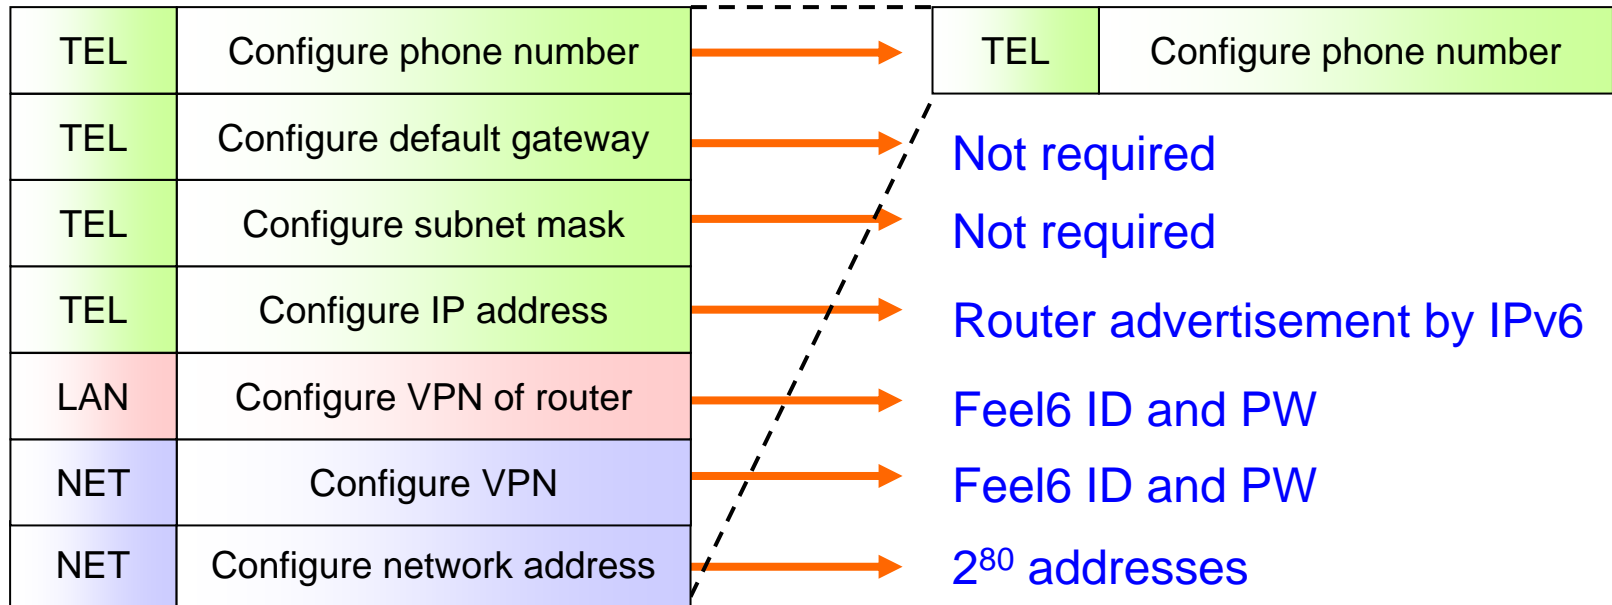 TEL Configure phone number TEL Configure phone number
TEL Configure default gateway Not required
TEL Configure subnet mask Not required
TEL Configure IP address Router advertisement by IPv6
LAN Configure VPN of router Feel6 ID and PW
NET Configure VPN Feel6 ID and PW
NET Configure network address 2⁸⁰ addresses